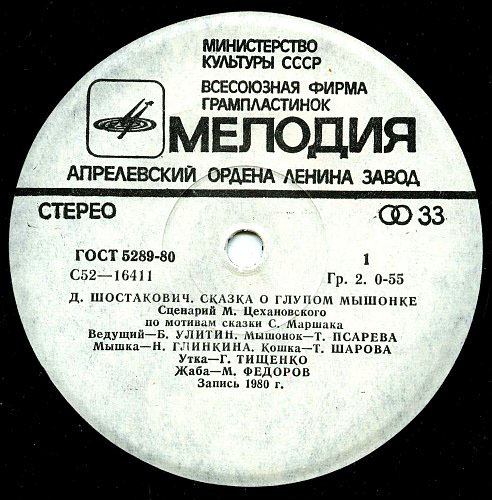 МИНИСТЕРСТВО
КУЛЬТУРЫ СССР
ВСЕСОЮЗНАЯ ФИРМА
ГРАМПЛАСТИНОК
МЕЛОДИЯ
АПРЕЛЕВСКИЙ ОРДЕНА ЛЕНИНА ЗАВОД
СТЕРЕО 33
ГОСТ 5289-80 1
С52—16411 Гр. 2. 0-55
Д. ШОСТАКОВИЧ. СКАЗКА О ГЛУПОМ МЫШОНКЕ
Сценарий М. Цехановского
по мотивам сказки С. Маршака
Ведущий—Б. УЛИТИН, Мышонок—Т. ПСАРЕВА
Мышка—Н. ГЛИНКИНА, Кошка—Т. ШАРОВА
Утка—Г. ТИЩЕНКО
Жаба—М. ФЕДОРОВ
Запись 1980 г.